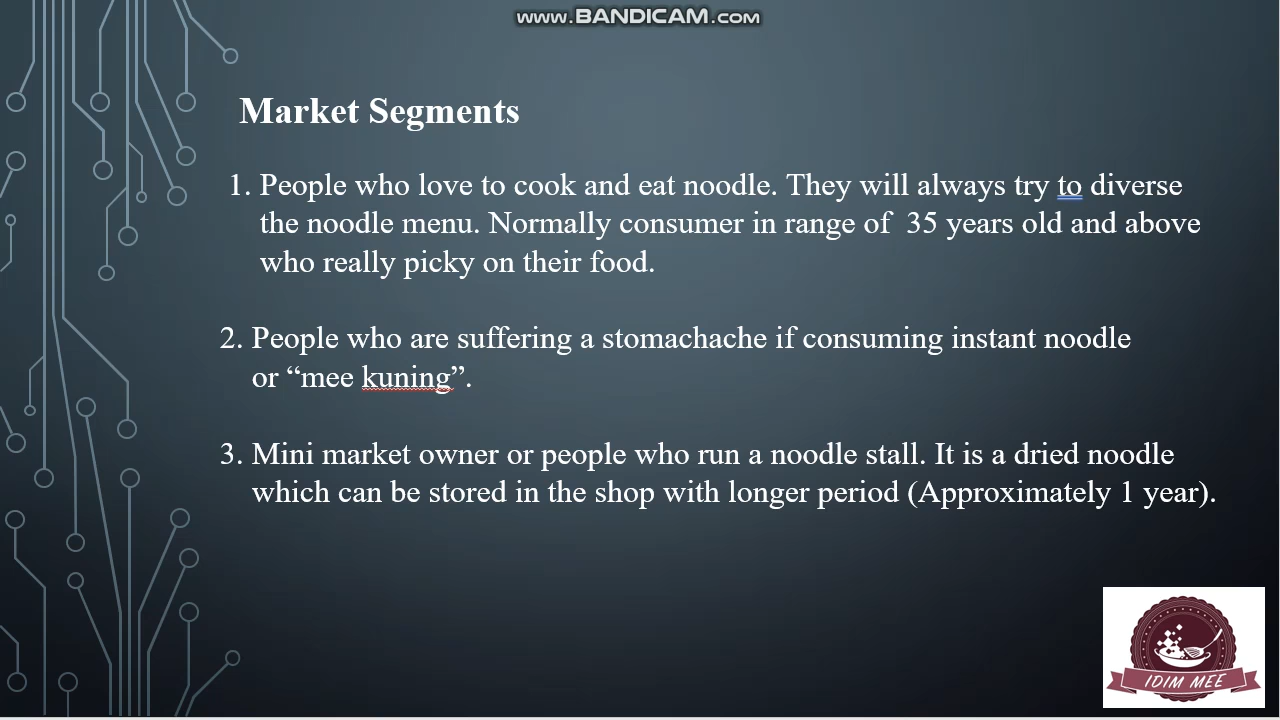 WWW.BANDICAM.COM
Market Segments
1. People who love to cook and eat noodle. They will always try to diverse
the noodle menu. Normally consumer in range of  35 years old and above
who really picky on their food.
2. People who are suffering a stomachache if consuming instant noodle
or “mee kuning”.
3. Mini market owner or people who run a noodle stall. It is a dried noodle
which can be stored in the shop with longer period (Approximately 1 year).
IDIM MEE